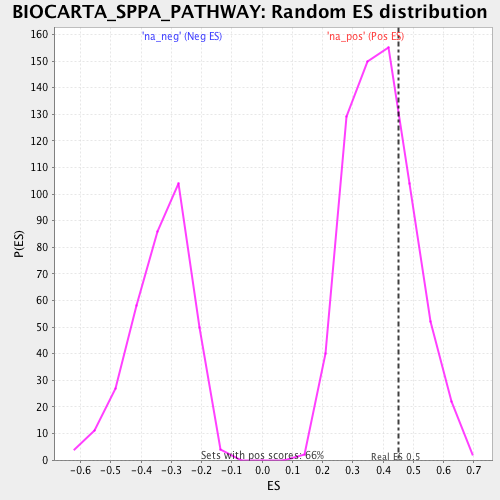 BIOCARTA_SPPA_PATHWAY: Random ES distribution
'na_neg' (Neg ES)
'na_pos' (Pos ES)
P(ES)
160
150
140
130
120
110
100
90
80
70
60
50
40
30
20
10
0
Sets with pos scores: 66%
Real ES 0,5
-0.6 -0.5 -0.4 -0.3 -0.2 -0.1 0.0 0.1 0.2 0.3 0.4 0.5 0.6 0.7
ES